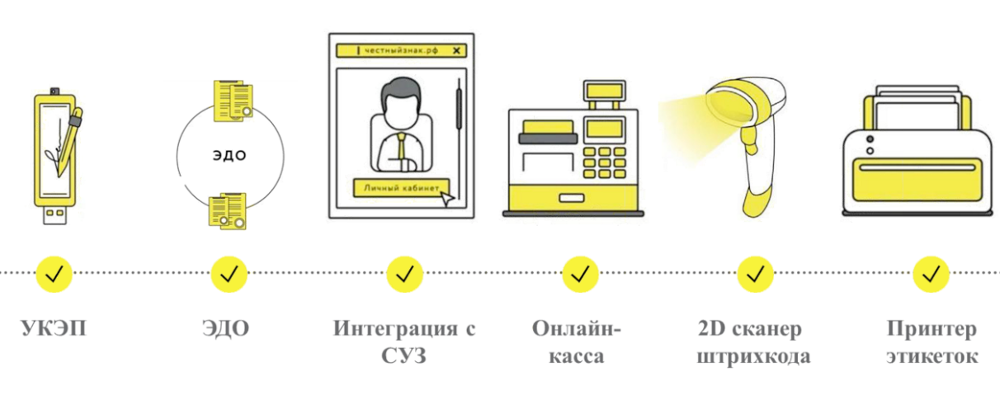 честныйзнак.рф
ЭДО
Личный кабинет
УКЭП
ЭДО
Интеграция с
СУЗ
Онлайн-
касса
2D сканер
штрихкода
Принтер
этикеток